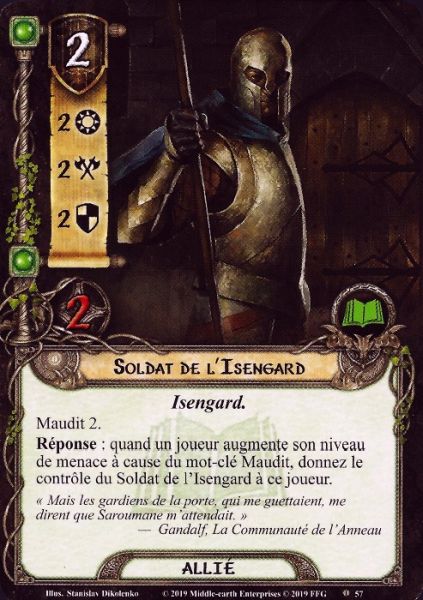 2
2
2
2
2
Soldat de l'Isengard
Isengard.
Maudit 2.
Réponse : quand un joueur augmente son niveau
de menace à cause du mot-clé Maudit, donnez le
contrôle du Soldat de l'Isengard à ce joueur.
« Mais les gardiens de la porte, qui me guettaient, me
dirent que Saroumane m'attendait. »
— Gandalf, La Communauté de l'Anneau
Allié
Illus. Stanislav Dikolenko © 2019 Middle-earth Enterprises © 2019 FFG 57